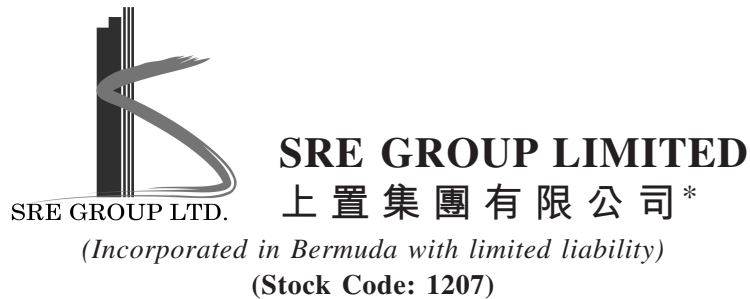 SRE GROUP LTD.
SRE GROUP LIMITED
上置集團有限公司*
(Incorporated in Bermuda with limited liability)
(Stock Code: 1207)